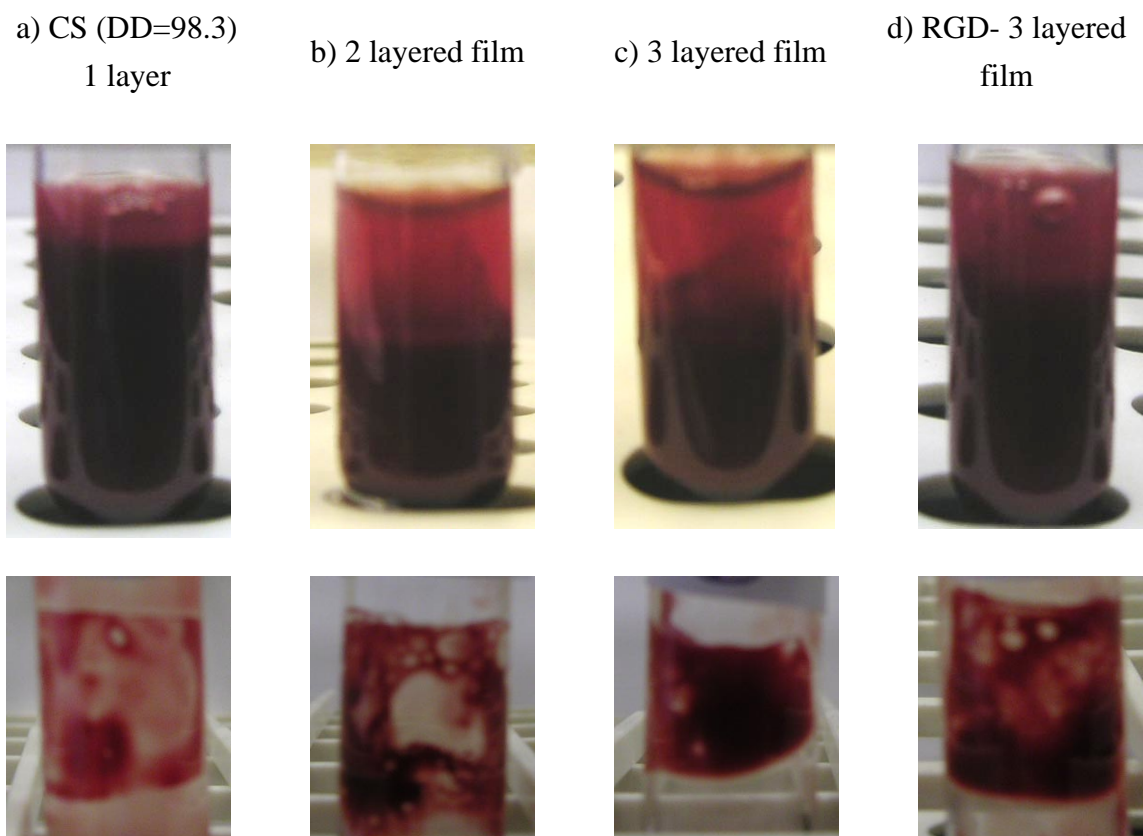 a) CS (DD=98.3)
1 layer
b) 2 layered film
c) 3 layered film
d) RGD- 3 layered
film